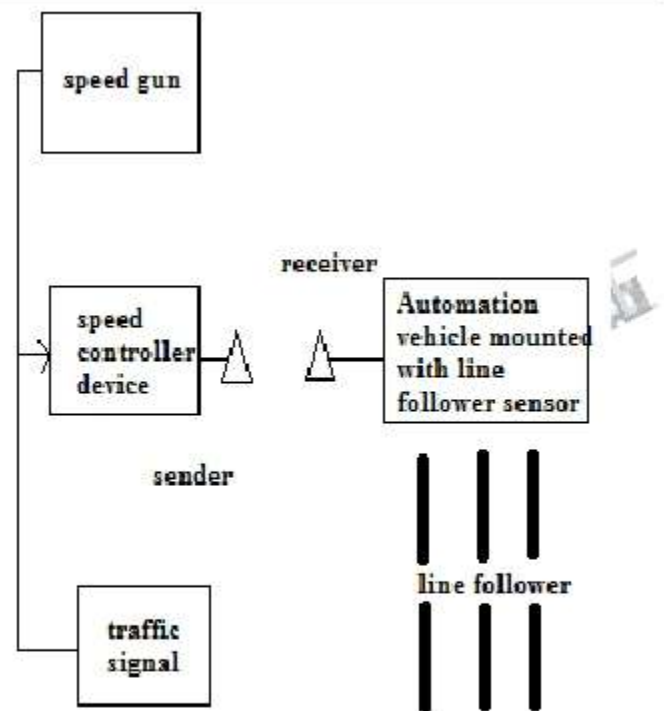 speed gun
receiver
speed
controller
device
Automation
vehicle mounted
with line
follower sensor
sender
line follower
traffic
signal